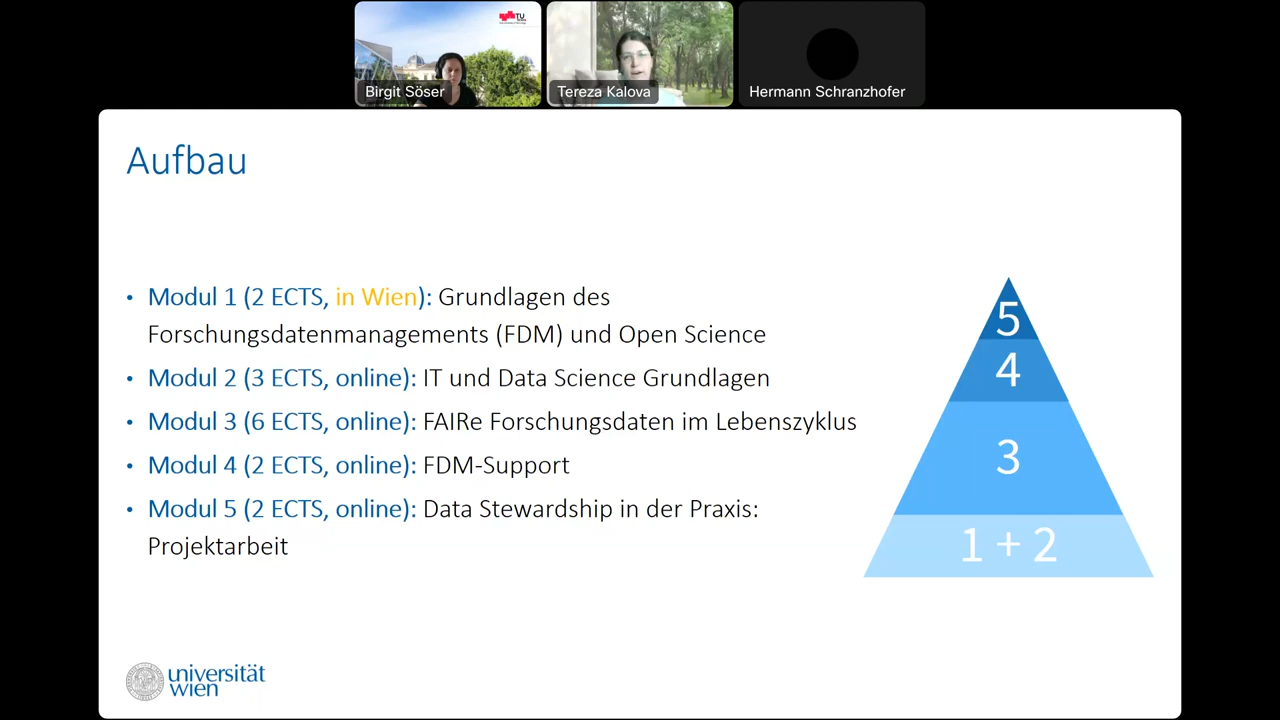 TU
Birgit Söser
Tereza Kalova
Hermann Schranzhofer
Aufbau
• Modul 1 (2 ECTS, in Wien): Grundlagen des
Forschungsdatenmanagements (FDM) und Open Science
• Modul 2 (3 ECTS, online): IT und Data Science Grundlagen
• Modul 3 (6 ECTS, online): FAIRe Forschungsdaten im Lebenszyklus
• Modul 4 (2 ECTS, online): FDM-Support
• Modul 5 (2 ECTS, online): Data Stewardship in der Praxis:
Projektarbeit
5
4
3
1 + 2
universität
wien